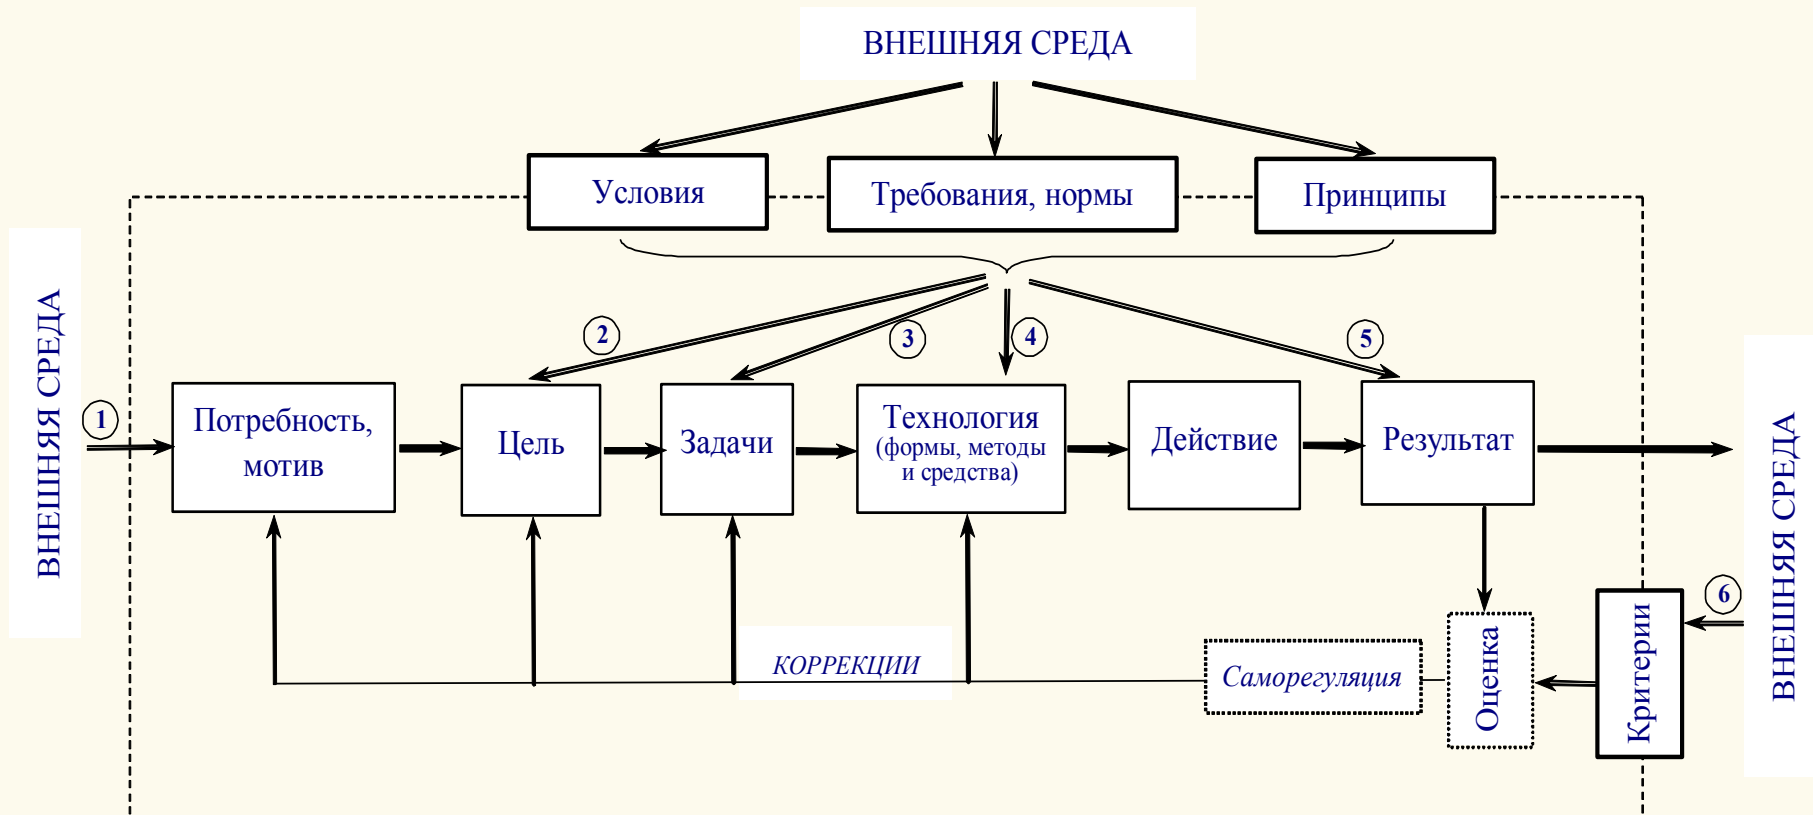 ВНЕШНЯЯ СРЕДА
Условия
Требования, нормы
Принципы
ВНЕШНЯЯ СРЕДА
1
2
3
4
5
Потребность,
мотив
Цель
Задачи
Технология
(формы, методы
и средства)
Действие
Результат
ВНЕШНЯЯ СРЕДА
6
КОРРЕКЦИИ
Саморегуляция
Оценка
Критерии